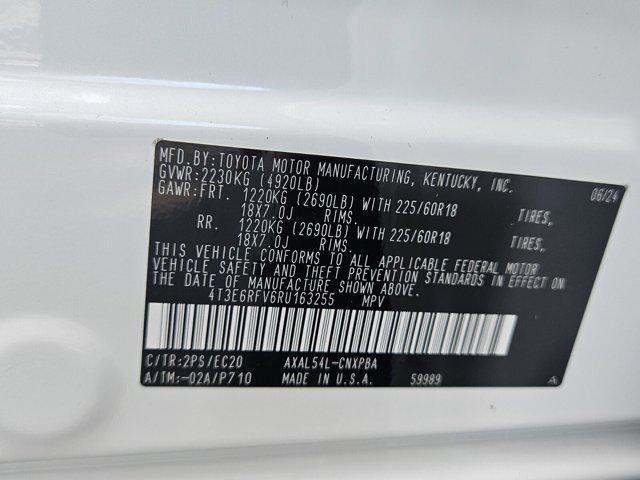 MFD.BY:TOYOTA MOTOR MANUFACTURING, KENTUCKY, INC. 06/24
GVWR:2230KG (4920LB)
GAWR:FRT. 1220KG (2690LB) WITH 225/60R18 TIRES,
18X7.0J RIMS.
RR. 1220KG (2690LB) WITH 225/60R18 TIRES,
18X7.0J RIMS.
THIS VEHICLE CONFORMS TO ALL APPLICABLE FEDERAL MOTOR
VEHICLE SAFETY AND THEFT PREVENTION STANDARDS IN EFFECT ON
THE DATE OF MANUFACTURE SHOWN ABOVE.
4T3E6RFV6RU163255 MPV
C/TR:2PS/EC20 AXAL54L-CNXPBA
A/TM:-02A/P710 MADE IN U.S.A. 59989